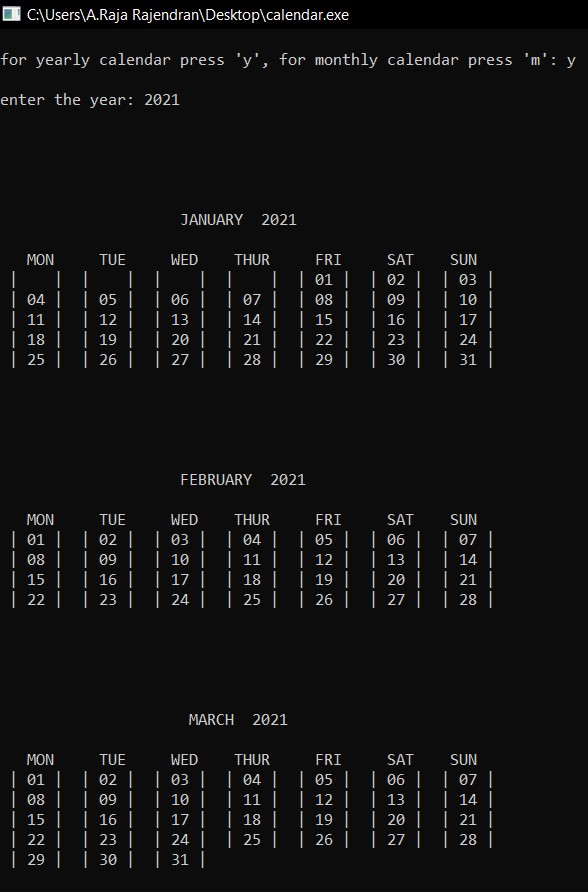 C:\Users\A.Raja Rajendran\Desktop\calendar.exe
for yearly calendar press 'y', for monthly calendar press 'm': y
enter the year: 2021
JANUARY  2021
MON TUE WED THUR FRI SAT SUN
|    |  |    |  |    |  |    |  | 01 |  | 02 |  | 03 |
| 04 |  | 05 |  | 06 |  | 07 |  | 08 |  | 09 |  | 10 |
| 11 |  | 12 |  | 13 |  | 14 |  | 15 |  | 16 |  | 17 |
| 18 |  | 19 |  | 20 |  | 21 |  | 22 |  | 23 |  | 24 |
| 25 |  | 26 |  | 27 |  | 28 |  | 29 |  | 30 |  | 31 |
FEBRUARY  2021
MON TUE WED THUR FRI SAT SUN
| 01 |  | 02 |  | 03 |  | 04 |  | 05 |  | 06 |  | 07 |
| 08 |  | 09 |  | 10 |  | 11 |  | 12 |  | 13 |  | 14 |
| 15 |  | 16 |  | 17 |  | 18 |  | 19 |  | 20 |  | 21 |
| 22 |  | 23 |  | 24 |  | 25 |  | 26 |  | 27 |  | 28 |
MARCH  2021
MON TUE WED THUR FRI SAT SUN
| 01 |  | 02 |  | 03 |  | 04 |  | 05 |  | 06 |  | 07 |
| 08 |  | 09 |  | 10 |  | 11 |  | 12 |  | 13 |  | 14 |
| 15 |  | 16 |  | 17 |  | 18 |  | 19 |  | 20 |  | 21 |
| 22 |  | 23 |  | 24 |  | 25 |  | 26 |  | 27 |  | 28 |
| 29 |  | 30 |  | 31 |